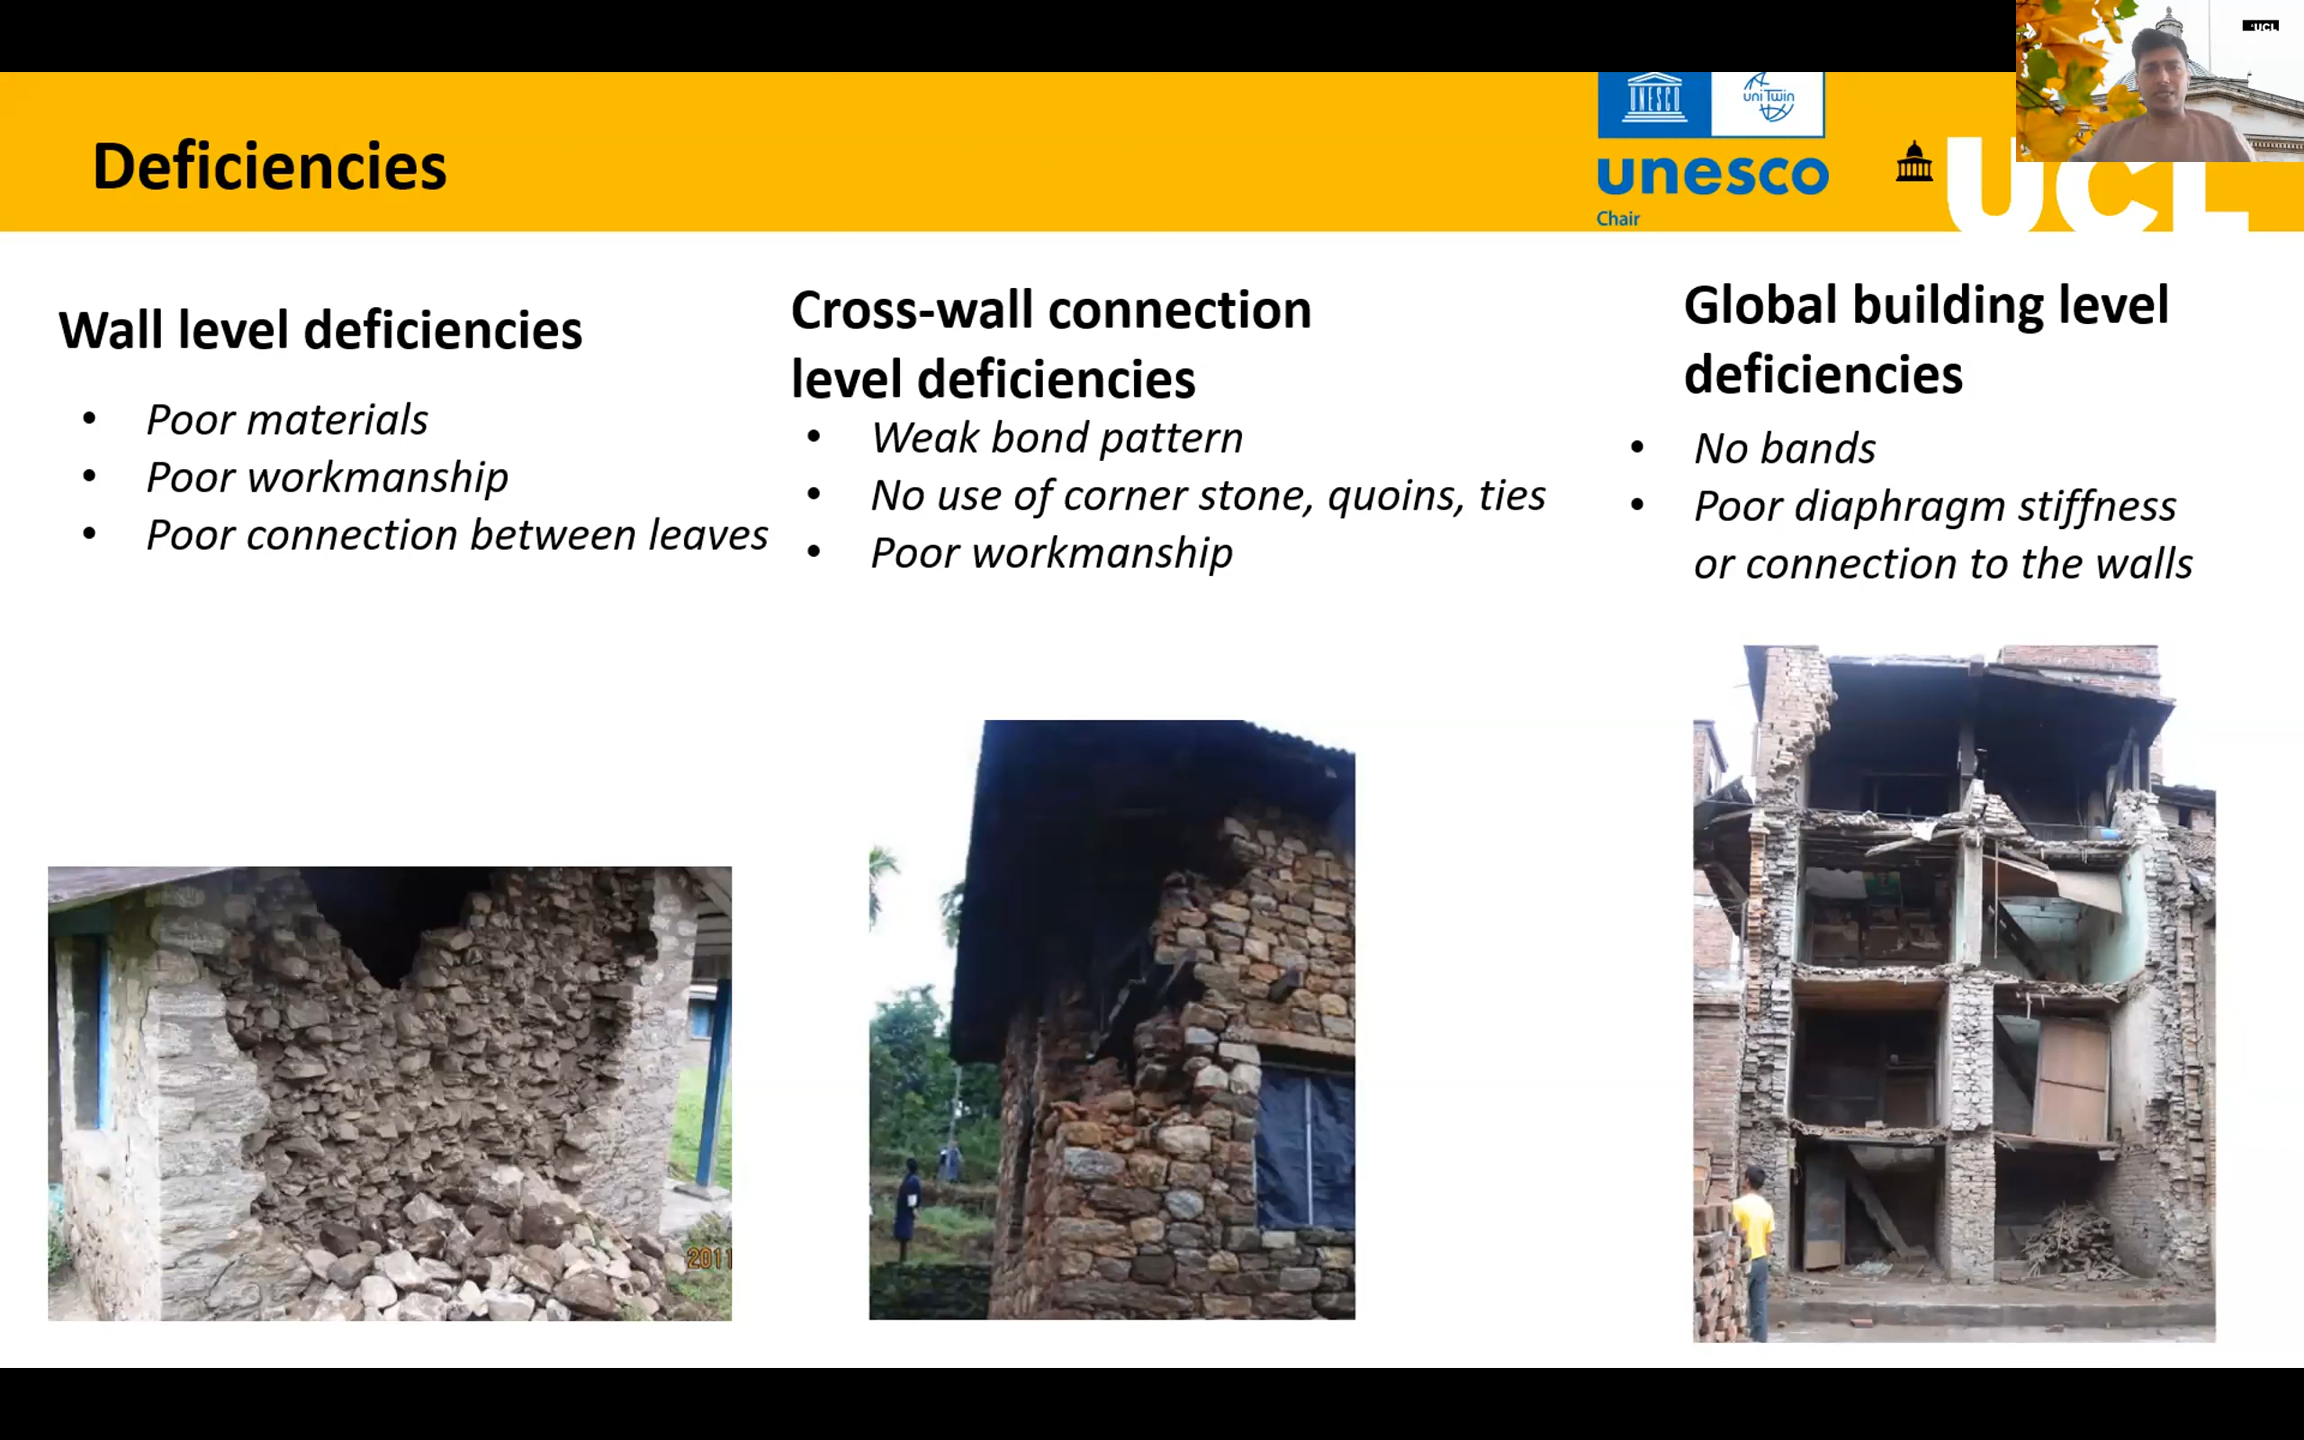 UCL
UNESCO
uni Twin
Deficiencies
unesco
Chair
UCL
Wall level deficiencies
• Poor materials
• Poor workmanship
• Poor connection between leaves
Cross-wall connection
level deficiencies
• Weak bond pattern
• No use of corner stone, quoins, ties
• Poor workmanship
Global building level
deficiencies
• No bands
• Poor diaphragm stiffness
or connection to the walls
2011